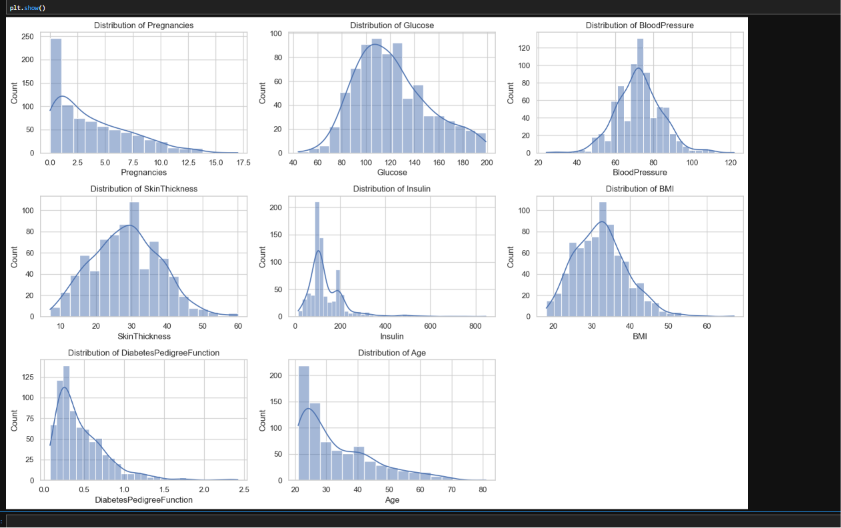 plt.show()
Distribution of Pregnancies
Distribution of Glucose
Distribution of BloodPressure
250
200
150
100
50
0
Count
0.0 2.5 5.0 7.5 10.0 12.5 15.0 17.5
Pregnancies
100
80
60
40
20
0
Count
40 60 80 100 120 140 160 180 200
Glucose
120
100
80
60
40
20
0
Count
20 40 60 80 100 120
BloodPressure
Distribution of SkinThickness
Distribution of Insulin
Distribution of BMI
100
80
60
40
20
0
Count
10 20 30 40 50 60
SkinThickness
200
150
100
50
0
Count
0 200 400 600 800
Insulin
100
80
60
40
20
0
Count
20 30 40 50 60
BMI
Distribution of DiabetesPedigreeFunction
Distribution of Age
125
100
75
50
25
0
Count
0.0 0.5 1.0 1.5 2.0 2.5
DiabetesPedigreeFunction
200
150
100
50
0
Count
20 30 40 50 60 70 80
Age